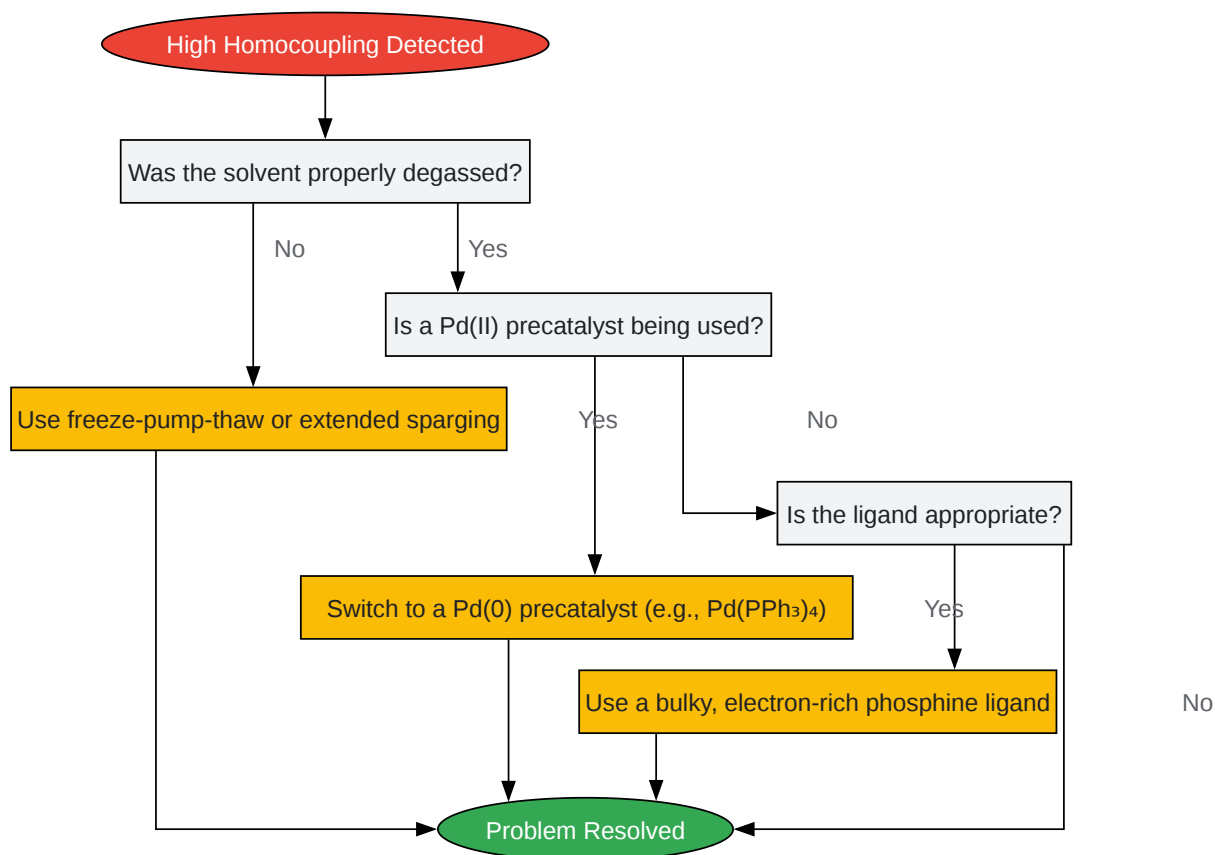 High Homocoupling Detected
Was the solvent properly degassed?
No
Yes
Is a Pd(II) precatalyst being used?
Use freeze-pump-thaw or extended sparging
Yes
No
Is the ligand appropriate?
Switch to a Pd(0) precatalyst (e.g., Pd(PPh₃)₄)
Yes
Use a bulky, electron-rich phosphine ligand
No
Problem Resolved